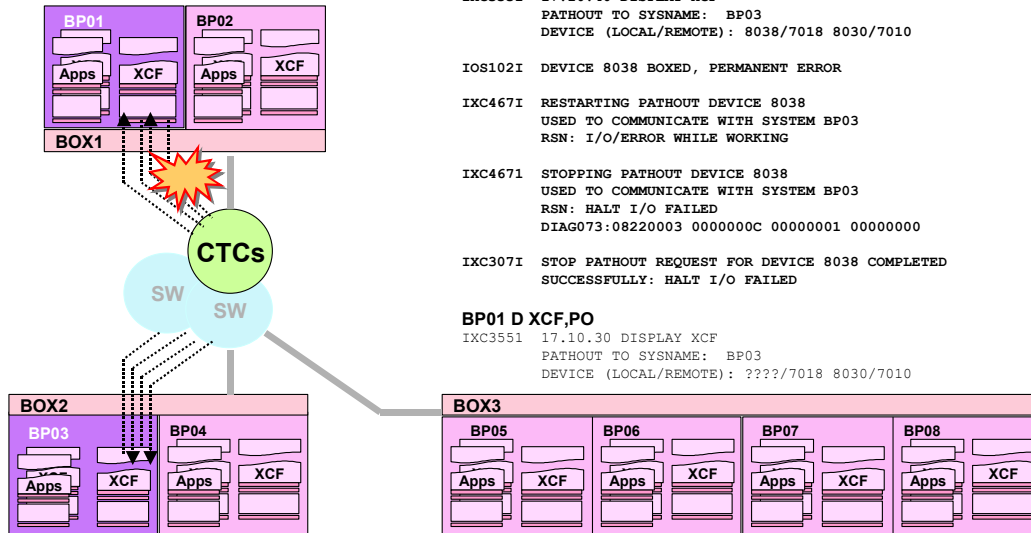 BP01
BP02
Apps
XCF
Apps
XCF
BOX1
CTCs
SW
SW
PATHOUT TO SYSNAME: BP03
DEVICE (LOCAL/REMOTE): 8038/7018 8030/7010
IOS102I DEVICE 8038 BOXED, PERMANENT ERROR
IXC467I RESTARTING PATHOUT DEVICE 8038
USED TO COMMUNICATE WITH SYSTEM BP03
RSN: I/O/ERROR WHILE WORKING
IXC4671 STOPPING PATHOUT DEVICE 8038
USED TO COMMUNICATE WITH SYSTEM BP03
RSN: HALT I/O FAILED
DIAG073:08220003 0000000C 00000001 00000000
IXC307I STOP PATHOUT REQUEST FOR DEVICE 8038 COMPLETED
SUCCESSFULLY: HALT I/O FAILED
BP01 D XCF,PO
IXC3551 17.10.30 DISPLAY XCF
PATHOUT TO SYSNAME: BP03
DEVICE (LOCAL/REMOTE): ????/7018 8030/7010
BOX2
BP03
BP04
Apps
XCF
Apps
XCF
BOX3
BP05
BP06
BP07
BP08
Apps
XCF
Apps
XCF
Apps
XCF
Apps
XCF